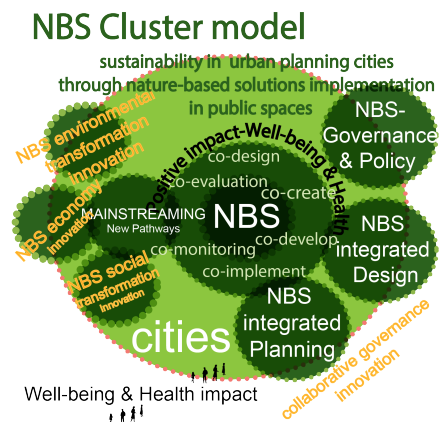 NBS Cluster model
sustainability in urban planning cities
through nature-based solutions implementation
in public spaces
NBS environmental
transformation
innovation
NBS-
Governance
& Policy
Positive impact-Well-being & Health
co-design
co-evaluation
co-create
NBS economy
innovation
MAINSTREAMING
New Pathways
NBS
co-develop
co-monitoring
co-implement
NBS
integrated
Design
NBS social
transformation
innovation
NBS
integrated
Planning
cities
collaborative governance
innovation
Well-being & Health impact